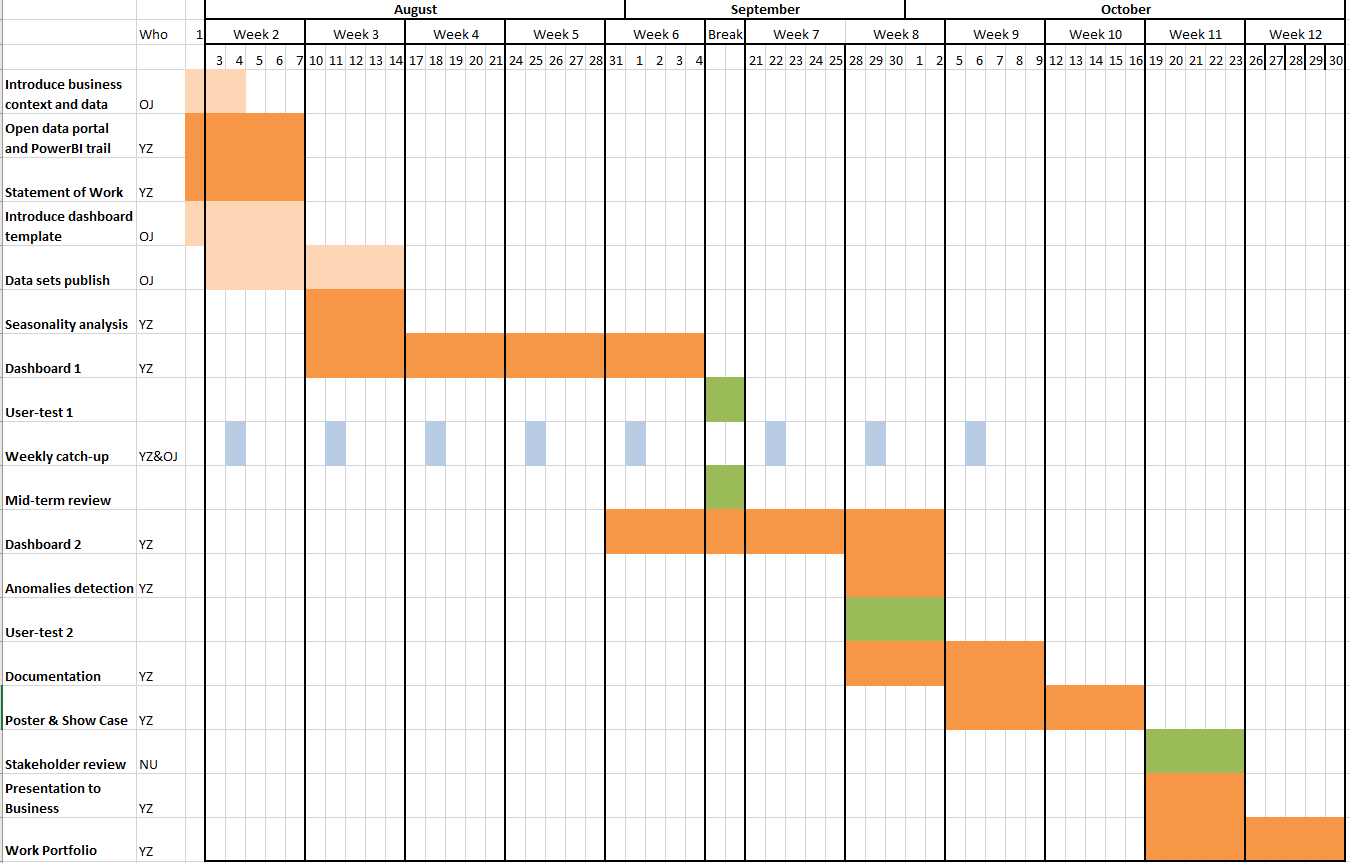 August September October
Who 1 Week 2 Week 3 Week 4 Week 5 Week 6 Break Week 7 Week 8 Week 9 Week 10 Week 11 Week 12
3 4 5 6 7 10 11 12 13 14 17 18 19 20 21 24 25 26 27 28 31 1 2 3 4 21 22 23 24 25 28 29 30 1 2 5 6 7 8 9 12 13 14 15 16 19 20 21 22 23 26 27 28 29 30
Introduce business
context and data OJ
Open data portal
and PowerBI trail YZ
Statement of Work YZ
Introduce dashboard
template OJ
Data sets publish OJ
Seasonality analysis YZ
Dashboard 1 YZ
User-test 1
Weekly catch-up YZ&OJ
Mid-term review
Dashboard 2 YZ
Anomalies detection YZ
User-test 2
Documentation YZ
Poster & Show Case YZ
Stakeholder review NU
Presentation to
Business YZ
Work Portfolio YZ